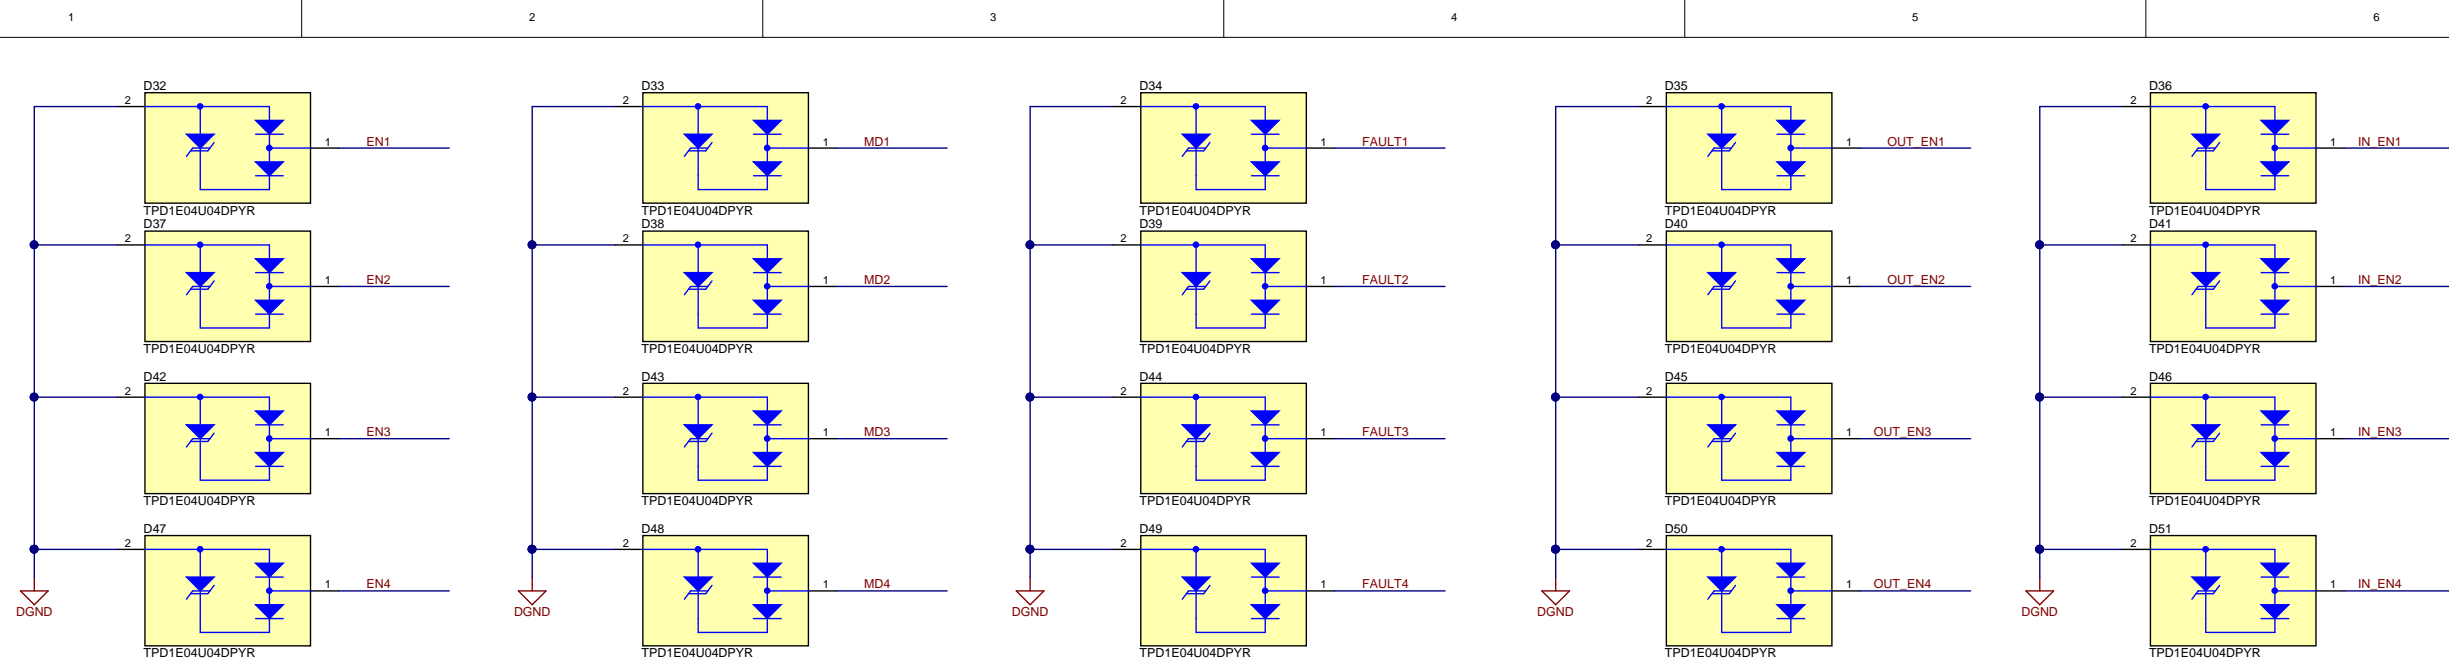 1 2 3 4 5 6
D32 D33 D34 D35 D36
2 2 2 2 2
1 EN1 1 MD1 1 FAULT1 1 OUT_EN1 1 IN_EN1
TPD1E04U04DPYR TPD1E04U04DPYR TPD1E04U04DPYR TPD1E04U04DPYR TPD1E04U04DPYR
D37 D38 D39 D40 D41
2 2 2 2 2
1 EN2 1 MD2 1 FAULT2 1 OUT_EN2 1 IN_EN2
TPD1E04U04DPYR TPD1E04U04DPYR TPD1E04U04DPYR TPD1E04U04DPYR TPD1E04U04DPYR
D42 D43 D44 D45 D46
2 2 2 2 2
1 EN3 1 MD3 1 FAULT3 1 OUT_EN3 1 IN_EN3
TPD1E04U04DPYR TPD1E04U04DPYR TPD1E04U04DPYR TPD1E04U04DPYR TPD1E04U04DPYR
D47 D48 D49 D50 D51
2 2 2 2 2
1 EN4 1 MD4 1 FAULT4 1 OUT_EN4 1 IN_EN4
DGND DGND DGND DGND DGND
TPD1E04U04DPYR TPD1E04U04DPYR TPD1E04U04DPYR TPD1E04U04DPYR TPD1E04U04DPYR